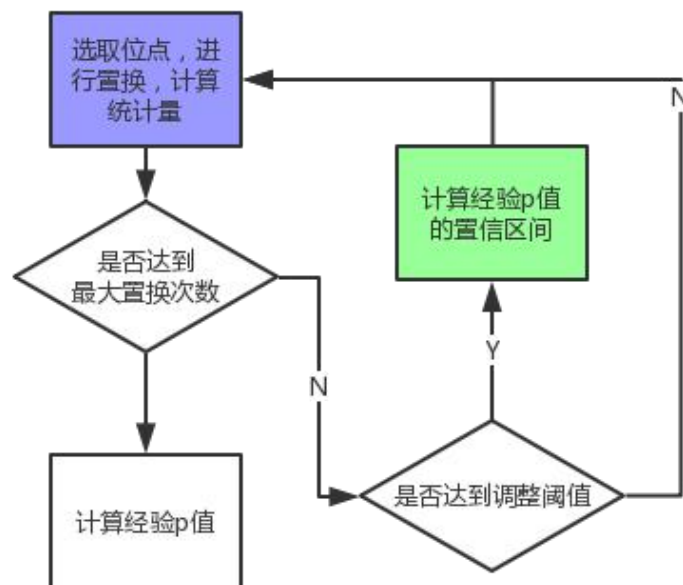 选取位点，进
行置换，计算
统计量
N
计算经验p值
的置信区间
是否达到
最大置换次数
Y
N
是否达到调整阈值
计算经验p值